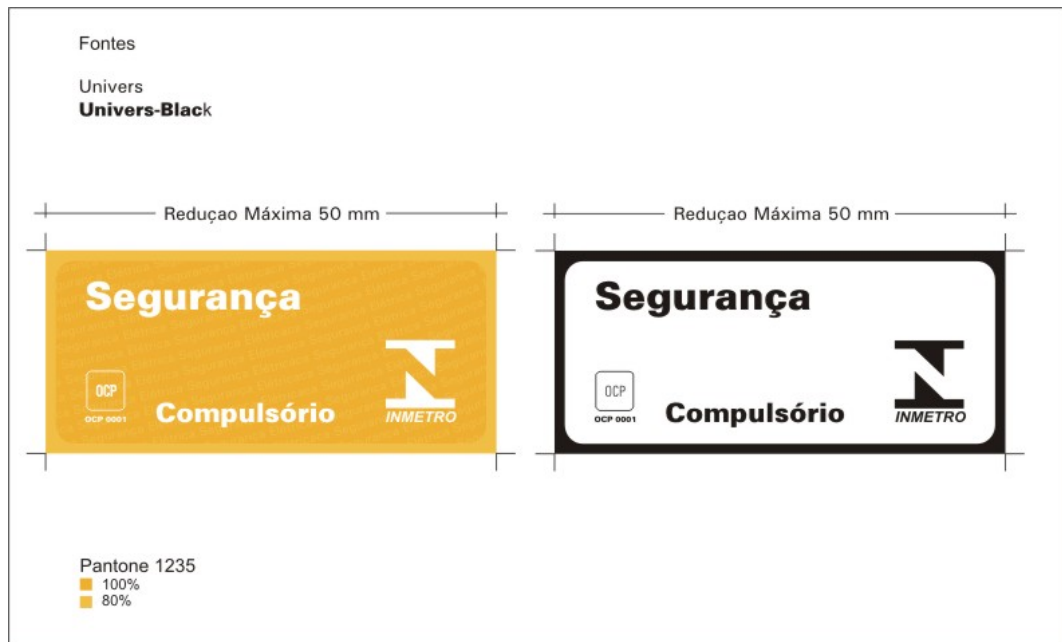 Fontes
Univers
Univers-Black
Reduçao Máxima 50 mm
Reduçao Máxima 50 mm
Segurança
OCP
OCP 0001
Compulsório
INMETRO
Segurança
OCP
OCP 0001
Compulsório
INMETRO
Pantone 1235
100%
80%